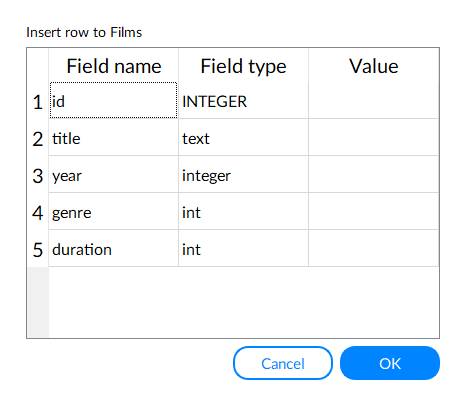 Insert row to Films
Field name Field type Value
1 id INTEGER
2 title text
3 year integer
4 genre int
5 duration int
Cancel OK